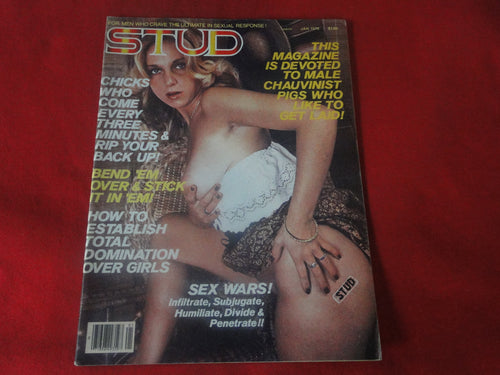 FOR MEN WHO CRAVE THE ULTIMATE IN SEXUAL RESPONSE!
STUD
THIS
MAGAZINE
IS DEVOTED
TO MALE
CHAUVINIST
PIGS WHO
LIKE TO
GET LAID!
CHICKS
WHO
COME
EVERY
THREE
MINUTES &
RIP YOUR
BACK UP!
BEND 'EM
OVER & STICK
IT IN 'EM!
HOW TO
ESTABLISH
TOTAL
DOMINATION
OVER GIRLS
SEX WARS!
Infiltrate, Subjugate,
Humiliate, Divide &
Penetrate!!
STUD